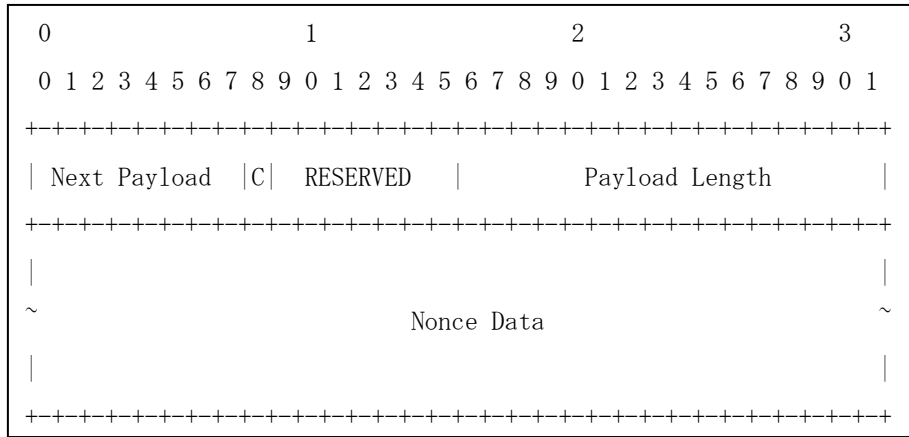 0                   1                   2                   3
0 1 2 3 4 5 6 7 8 9 0 1 2 3 4 5 6 7 8 9 0 1 2 3 4 5 6 7 8 9 0 1
+-+-+-+-+-+-+-+-+-+-+-+-+-+-+-+-+-+-+-+-+-+-+-+-+-+-+-+-+-+-+-+-+
| Next Payload  |C|  RESERVED   |         Payload Length        |
+-+-+-+-+-+-+-+-+-+-+-+-+-+-+-+-+-+-+-+-+-+-+-+-+-+-+-+-+-+-+-+-+
|                                                               |
~                            Nonce Data                         ~
|                                                               |
+-+-+-+-+-+-+-+-+-+-+-+-+-+-+-+-+-+-+-+-+-+-+-+-+-+-+-+-+-+-+-+-+